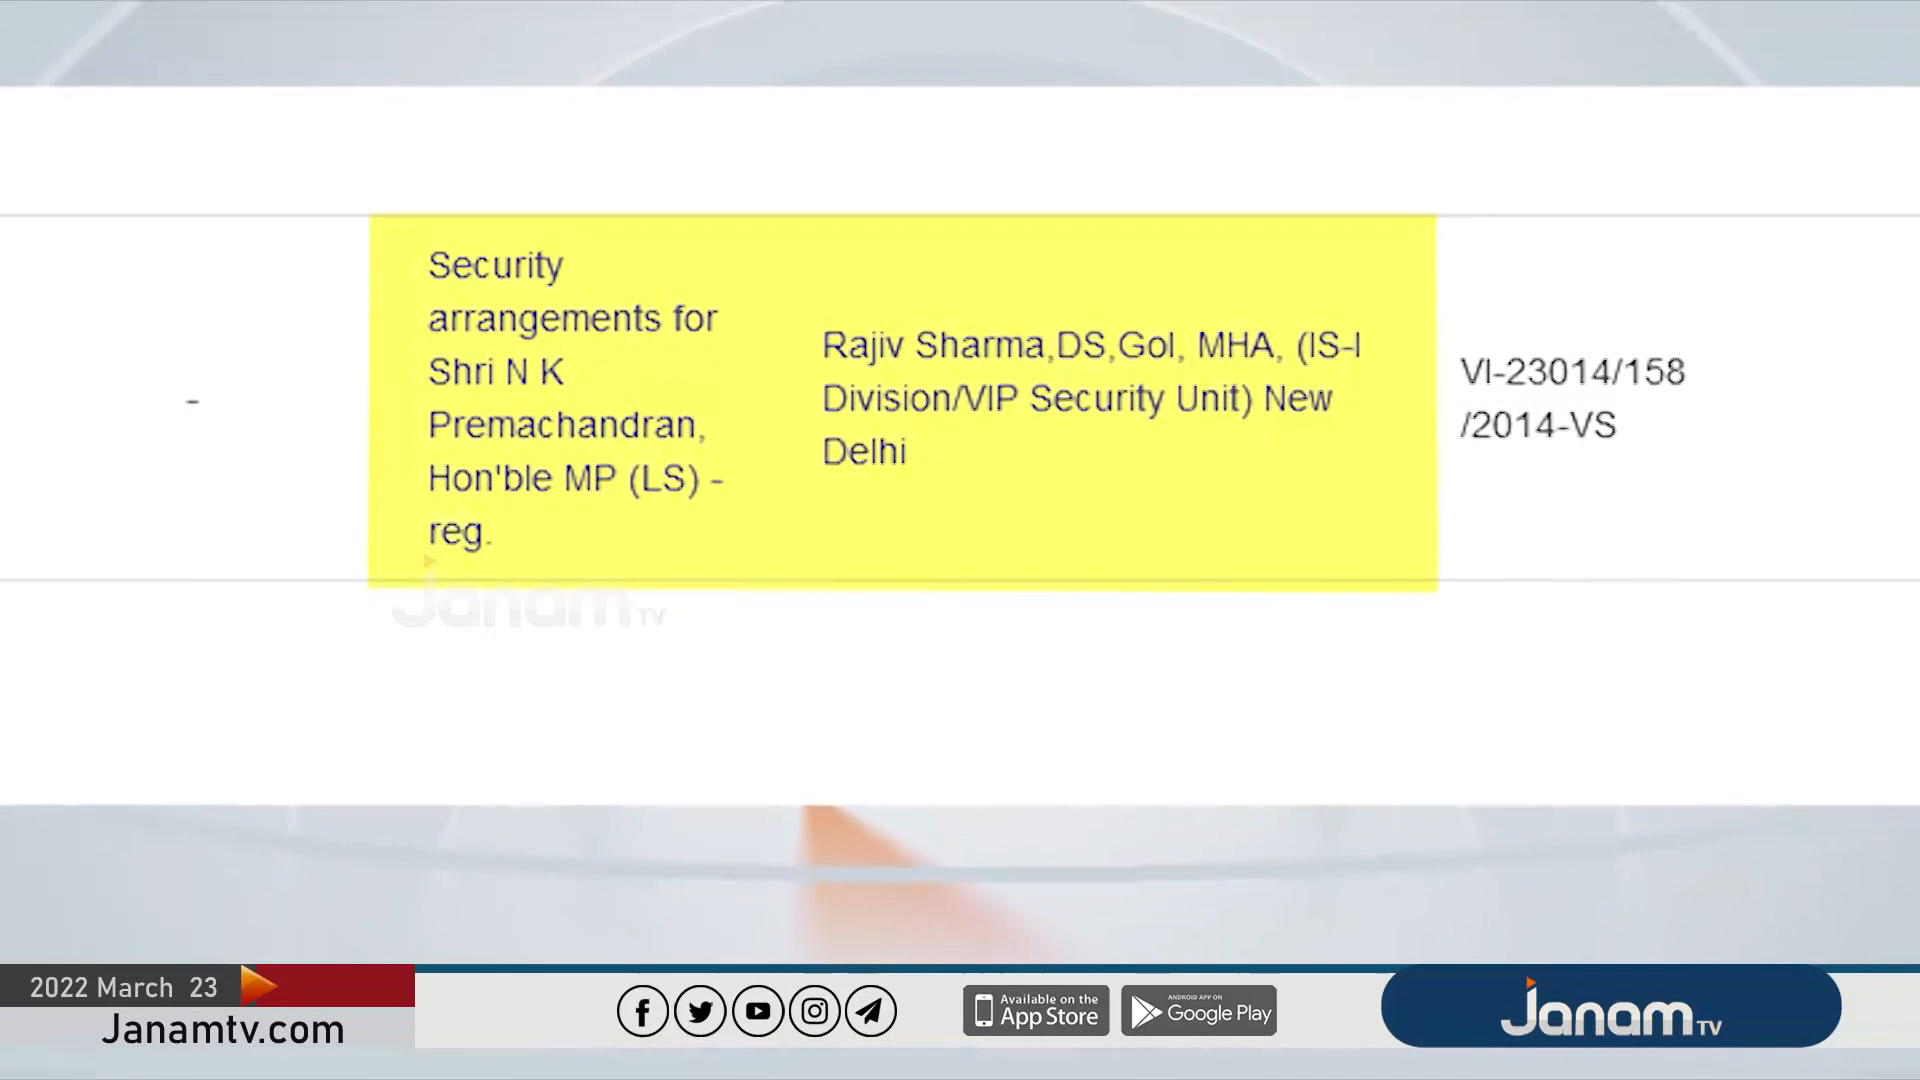 -
Security
arrangements for
Shri N K
Premachandran,
Hon'ble MP (LS) -
reg.
Rajiv Sharma,DS,GoI, MHA, (IS-I
Division/VIP Security Unit) New
Delhi
VI-23014/158
/2014-VS
Janam TV
2022 March 23
Janamtv.com
Available on the
App Store
ANDROID APP ON
Google Play
Janam TV